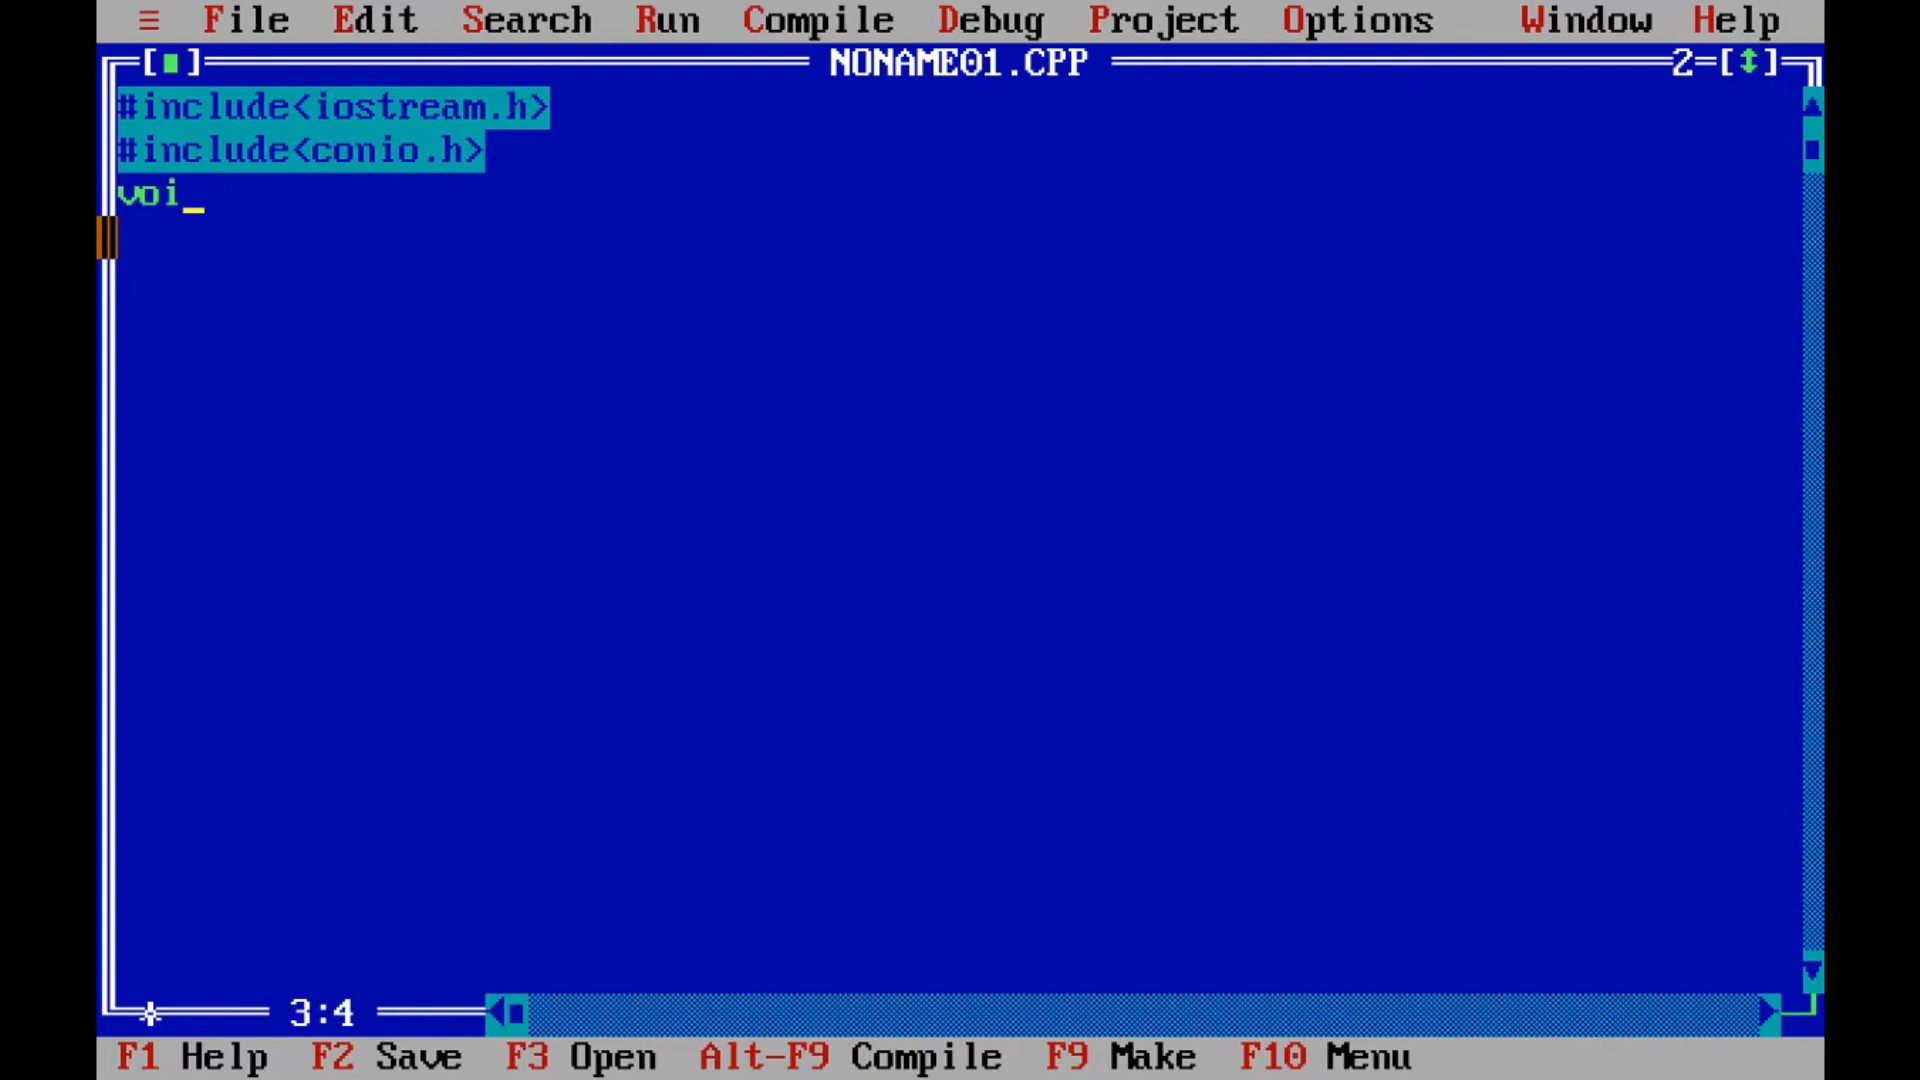 ≡ File Edit Search Run Compile Debug Project Options Window Help
[■] NONAME01.CPP 2=[↕]
#include<iostream.h>
#include<conio.h>
voi_
3:4
F1 Help F2 Save F3 Open Alt-F9 Compile F9 Make F10 Menu